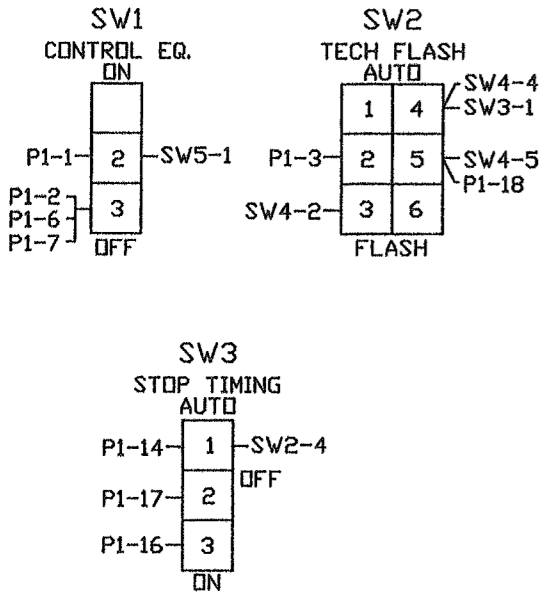 SW1
CONTROL EQ.
ON
P1-1
2
SW5-1
P1-2
P1-6
P1-7
3
OFF
SW2
TECH FLASH
AUTO
1
4
SW4-4
SW3-1
P1-3
2
5
SW4-5
P1-18
SW4-2
3
6
FLASH
SW3
STOP TIMING
AUTO
P1-14
1
SW2-4
OFF
P1-17
2
P1-16
3
ON